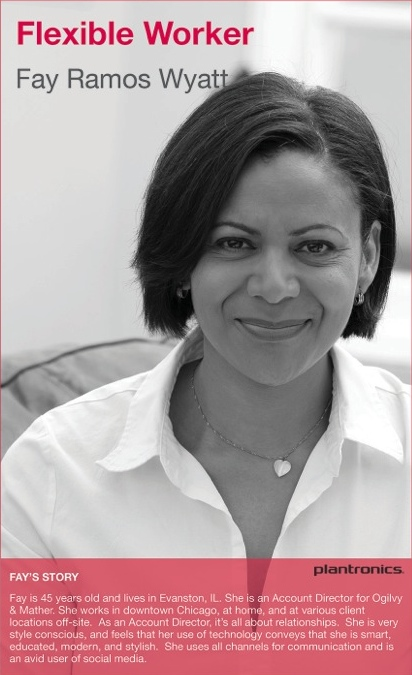 Flexible Worker
Fay Ramos Wyatt
plantronics.
FAY'S STORY
Fay is 45 years old and lives in Evanston, IL. She is an Account Director for Ogilvy
& Mather. She works in downtown Chicago, at home, and at various client
locations off-site.  As an Account Director, it's all about relationships.  She is very
style conscious, and feels that her use of technology conveys that she is smart,
educated, modern, and stylish.  She uses all channels for communication and is
an avid user of social media.